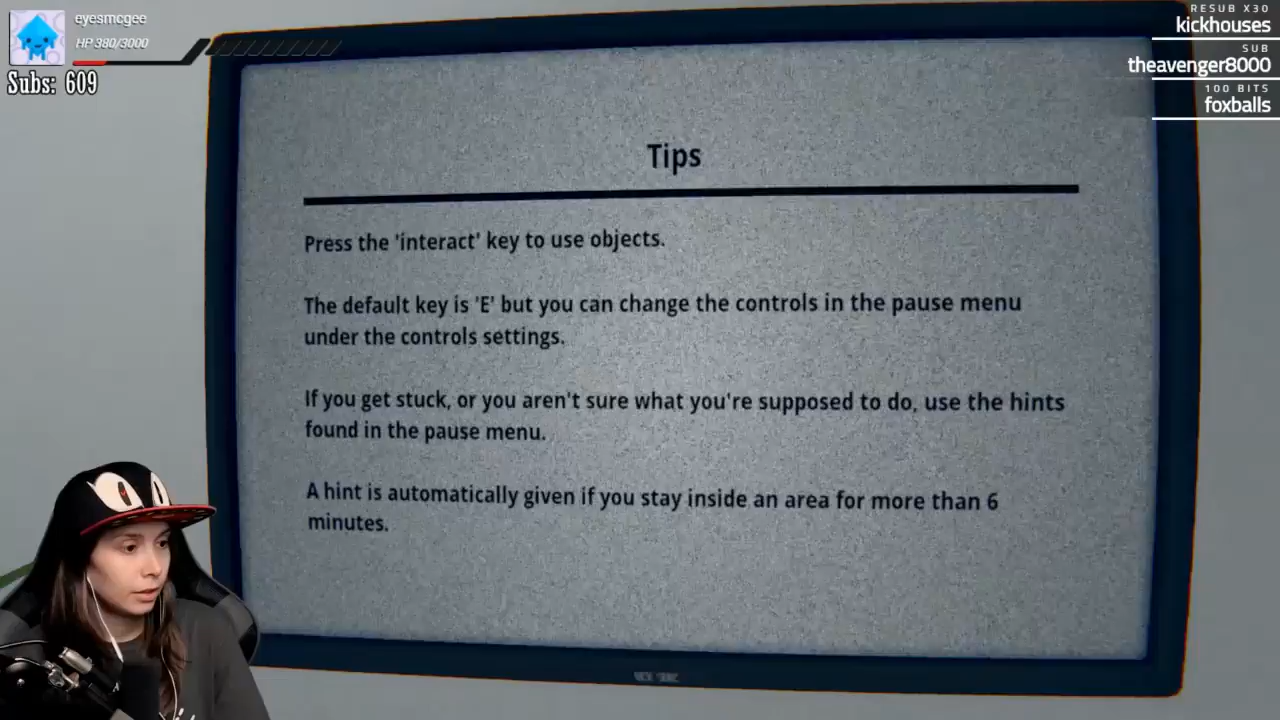 eyesmcgee
HP 380/3000
Subs: 609
RESUB X30
kickhouses
SUB
theavenger8000
100 BITS
foxballs
Tips
Press the 'interact' key to use objects.
The default key is 'E' but you can change the controls in the pause menu
under the controls settings.
If you get stuck, or you aren't sure what you're supposed to do, use the hints
found in the pause menu.
A hint is automatically given if you stay inside an area for more than 6
minutes.